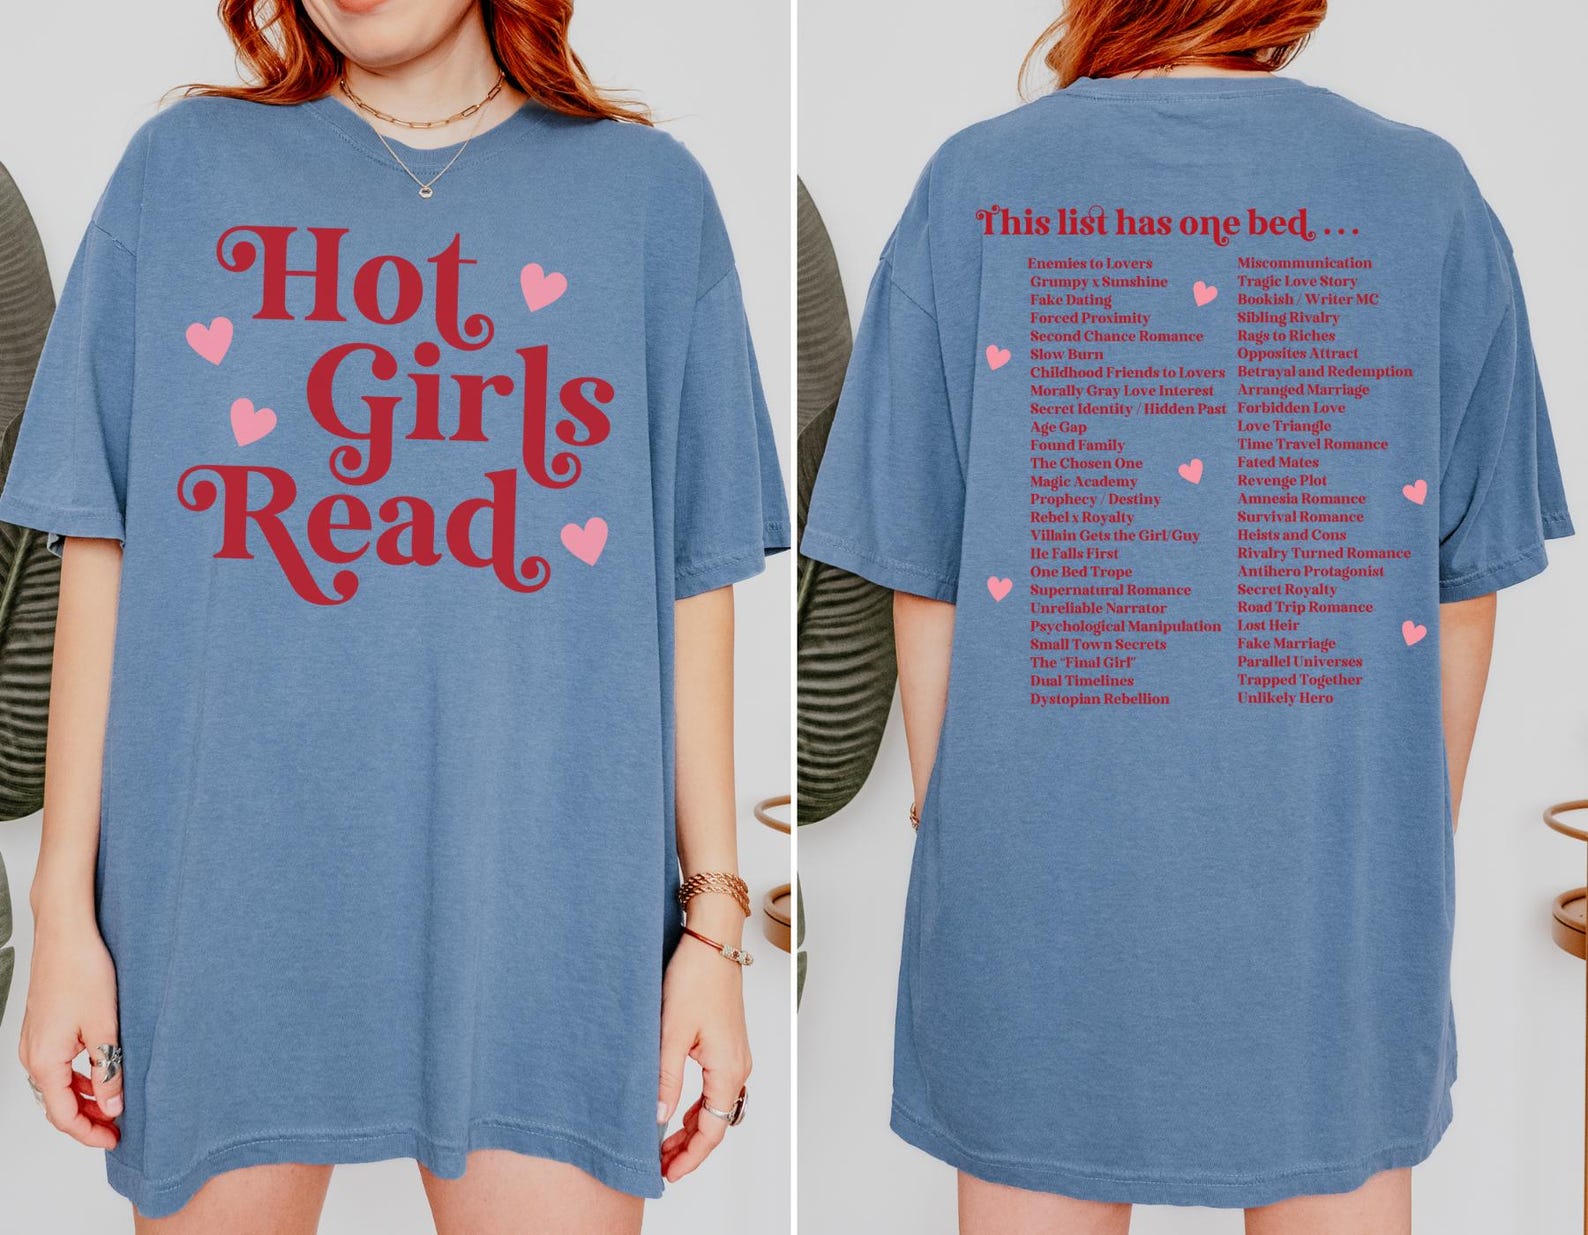 Hot
Girls
Read
This list has one bed . . .
Enemies to Lovers
Grumpy x Sunshine
Fake Dating
Forced Proximity
Second Chance Romance
Slow Burn
Childhood Friends to Lovers
Morally Gray Love Interest
Secret Identity / Hidden Past
Age Gap
Found Family
The Chosen One
Magic Academy
Prophecy / Destiny
Rebel x Royalty
Villain Gets the Girl/Guy
He Falls First
One Bed Trope
Supernatural Romance
Unreliable Narrator
Psychological Manipulation
Small Town Secrets
The "Final Girl"
Dual Timelines
Dystopian Rebellion
Miscommunication
Tragic Love Story
Bookish / Writer MC
Sibling Rivalry
Rags to Riches
Opposites Attract
Betrayal and Redemption
Arranged Marriage
Forbidden Love
Love Triangle
Time Travel Romance
Fated Mates
Revenge Plot
Amnesia Romance
Survival Romance
Heists and Cons
Rivalry Turned Romance
Antihero Protagonist
Secret Royalty
Road Trip Romance
Lost Heir
Fake Marriage
Parallel Universes
Trapped Together
Unlikely Hero